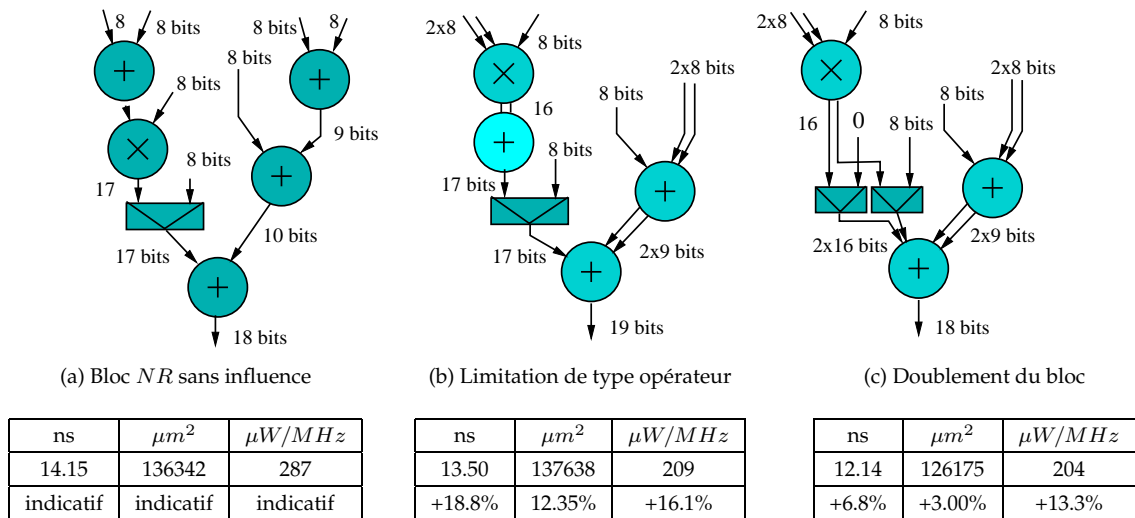 8
8 bits
8 bits
8
8 bits
+
+
8 bits
9 bits
×
8 bits
+
17
17 bits
10 bits
+
18 bits
(a) Bloc NR sans influence
2x8
8 bits
×
2x8 bits
8 bits
16
+
8 bits
17 bits
+
17 bits
2x9 bits
+
19 bits
(b) Limitation de type opérateur
2x8
8 bits
×
2x8 bits
8 bits
16
0
8 bits
+
2x16 bits
2x9 bits
+
18 bits
(c) Doublement du bloc
ns μm² μW/MHz
14.15 136342 287
indicatif indicatif indicatif
ns μm² μW/MHz
13.50 137638 209
+18.8% 12.35% +16.1%
ns μm² μW/MHz
12.14 126175 204
+6.8% +3.00% +13.3%